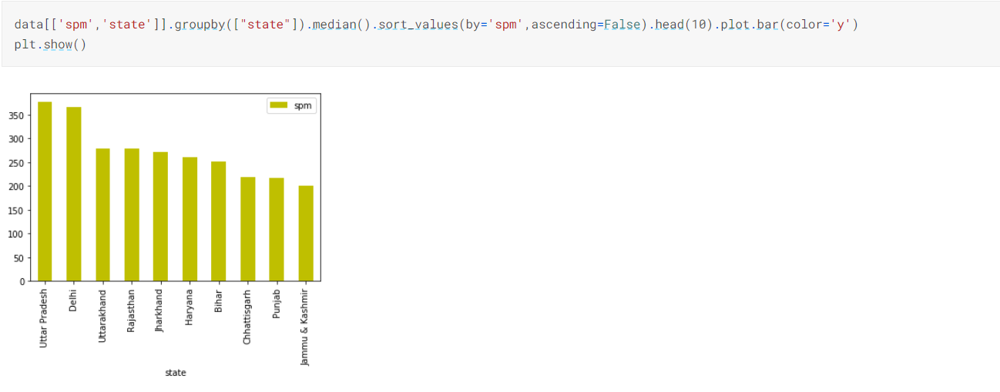 data[['spm','state']].groupby(["state"]).median().sort_values(by='spm',ascending=False).head(10).plot.bar(color='y')
plt.show()
spm
350
300
250
200
150
100
50
0
Uttar Pradesh
Delhi
Uttarakhand
Rajasthan
Jharkhand
Haryana
Bihar
Chhattisgarh
Punjab
Jammu & Kashmir
state